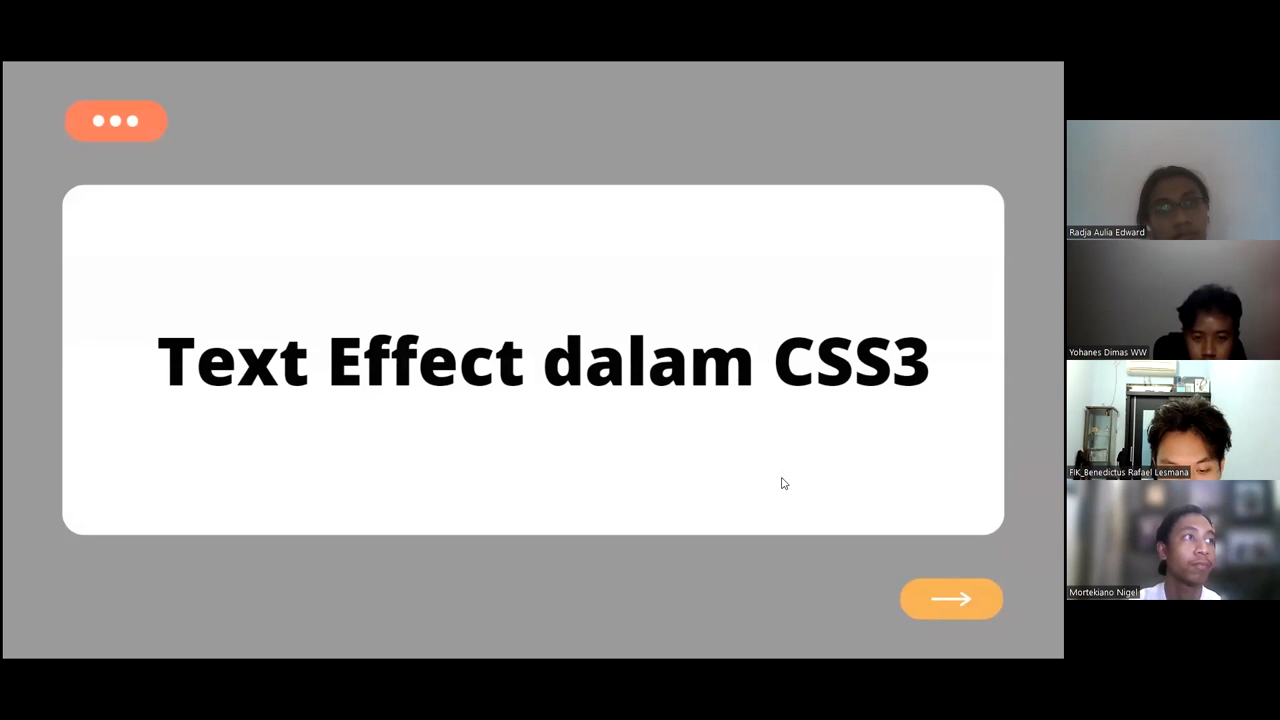 Text Effect dalam CSS3
Radja Aulia Edward
Yohanes Dimas WW
FIK_Benedictus Rafael Lesmana
Mortekiano Nigel